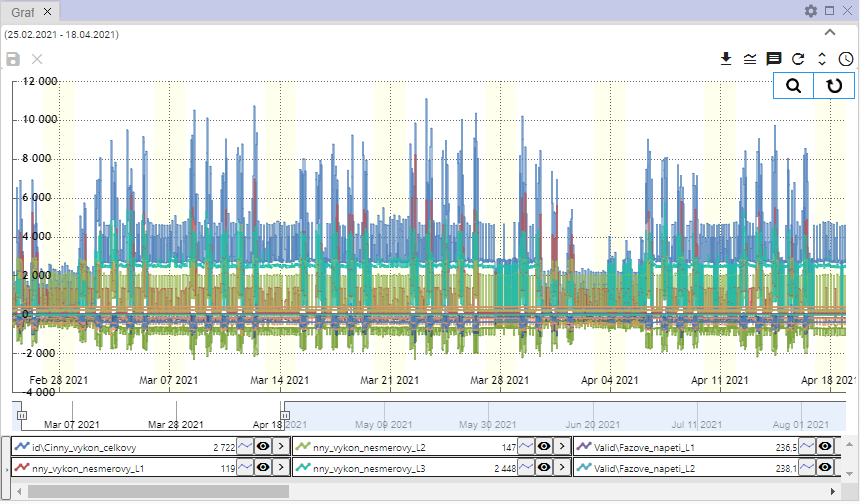 Graf
(25.02.2021 - 18.04.2021)
12 000
10 000
8 000
6 000
4 000
2 000
0
-2 000
-4 000
Feb 28 2021 Mar 07 2021 Mar 14 2021 Mar 21 2021 Mar 28 2021 Apr 04 2021 Apr 11 2021 Apr 18 2021
Mar 07 2021 Mar 28 2021 Apr 18 2021 May 09 2021 May 30 2021 Jun 20 2021 Jul 11 2021 Aug 01 2021
id\Cinny_vykon_celkovy 2 722 nny_vykon_nesmerovy_L2 147 Valid\Fazove_napeti_L1 236,5
nny_vykon_nesmerovy_L1 119 nny_vykon_nesmerovy_L3 2 448 Valid\Fazove_napeti_L2 238,1